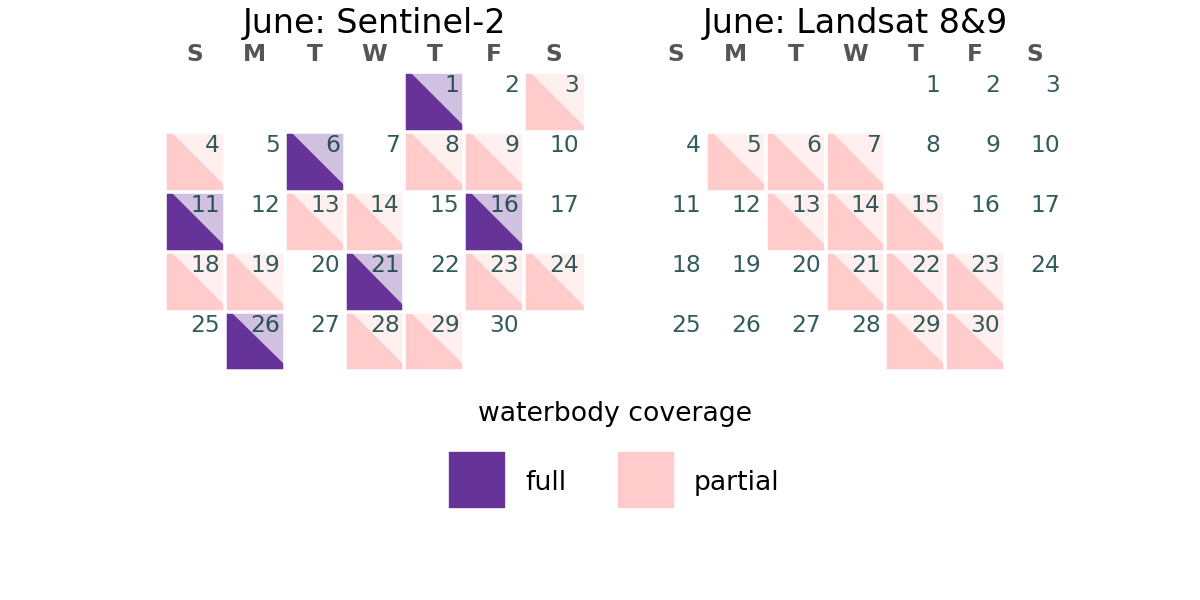 June: Sentinel-2
S M T W T F S
1 2 3
4 5 6 7 8 9 10
11 12 13 14 15 16 17
18 19 20 21 22 23 24
25 26 27 28 29 30
June: Landsat 8&9
S M T W T F S
1 2 3
4 5 6 7 8 9 10
11 12 13 14 15 16 17
18 19 20 21 22 23 24
25 26 27 28 29 30
waterbody coverage
full
partial